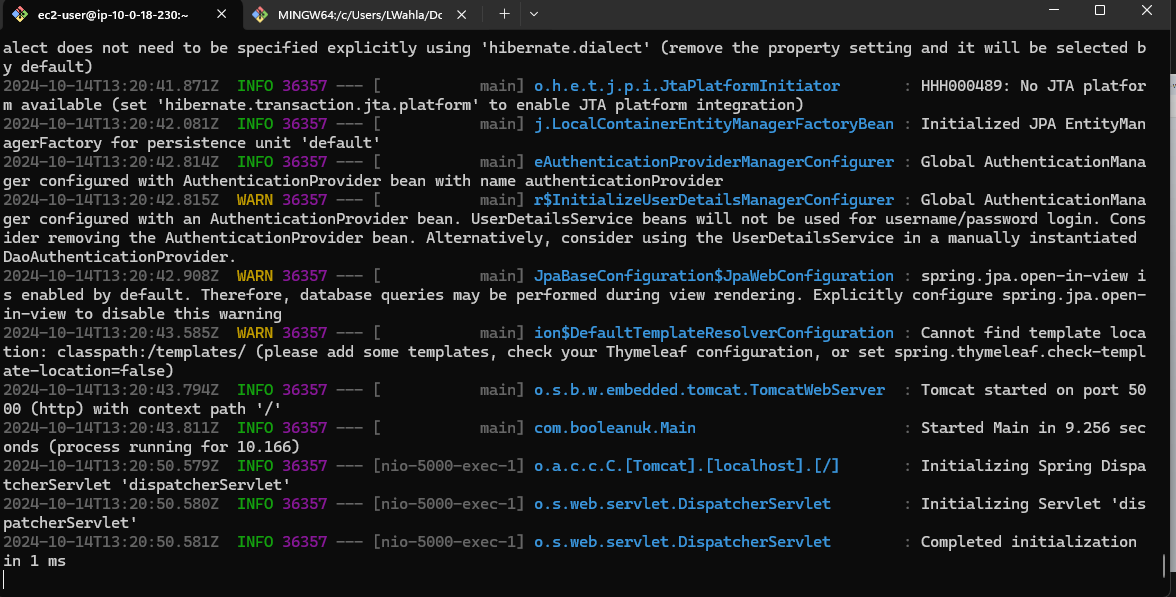 ec2-user@ip-10-0-18-230:~
MINGW64:/c/Users/LWahla/Dc
alect does not need to be specified explicitly using 'hibernate.dialect' (remove the property setting and it will be selected b
y default)
2024-10-14T13:20:41.871Z  INFO 36357 --- [           main] o.h.e.t.j.p.i.JtaPlatformInitiator       : HHH000489: No JTA platfor
m available (set 'hibernate.transaction.jta.platform' to enable JTA platform integration)
2024-10-14T13:20:42.081Z  INFO 36357 --- [           main] j.LocalContainerEntityManagerFactoryBean : Initialized JPA EntityMan
agerFactory for persistence unit 'default'
2024-10-14T13:20:42.814Z  INFO 36357 --- [           main] eAuthenticationProviderManagerConfigurer : Global AuthenticationMana
ger configured with AuthenticationProvider bean with name authenticationProvider
2024-10-14T13:20:42.815Z  WARN 36357 --- [           main] r$InitializeUserDetailsManagerConfigurer : Global AuthenticationMana
ger configured with an AuthenticationProvider bean. UserDetailsService beans will not be used for username/password login. Cons
ider removing the AuthenticationProvider bean. Alternatively, consider using the UserDetailsService in a manually instantiated
DaoAuthenticationProvider.
2024-10-14T13:20:42.908Z  WARN 36357 --- [           main] JpaBaseConfiguration$JpaWebConfiguration : spring.jpa.open-in-view i
s enabled by default. Therefore, database queries may be performed during view rendering. Explicitly configure spring.jpa.open-
in-view to disable this warning
2024-10-14T13:20:43.585Z  WARN 36357 --- [           main] ion$DefaultTemplateResolverConfiguration : Cannot find template loca
tion: classpath:/templates/ (please add some templates, check your Thymeleaf configuration, or set spring.thymeleaf.check-templ
ate-location=false)
2024-10-14T13:20:43.794Z  INFO 36357 --- [           main] o.s.b.w.embedded.tomcat.TomcatWebServer  : Tomcat started on port 50
00 (http) with context path '/'
2024-10-14T13:20:43.811Z  INFO 36357 --- [           main] com.booleanuk.Main                       : Started Main in 9.256 sec
onds (process running for 10.166)
2024-10-14T13:20:50.579Z  INFO 36357 --- [nio-5000-exec-1] o.a.c.c.C.[Tomcat].[localhost].[/]       : Initializing Spring Dispa
tcherServlet 'dispatcherServlet'
2024-10-14T13:20:50.580Z  INFO 36357 --- [nio-5000-exec-1] o.s.web.servlet.DispatcherServlet        : Initializing Servlet 'dis
patcherServlet'
2024-10-14T13:20:50.581Z  INFO 36357 --- [nio-5000-exec-1] o.s.web.servlet.DispatcherServlet        : Completed initialization
in 1 ms